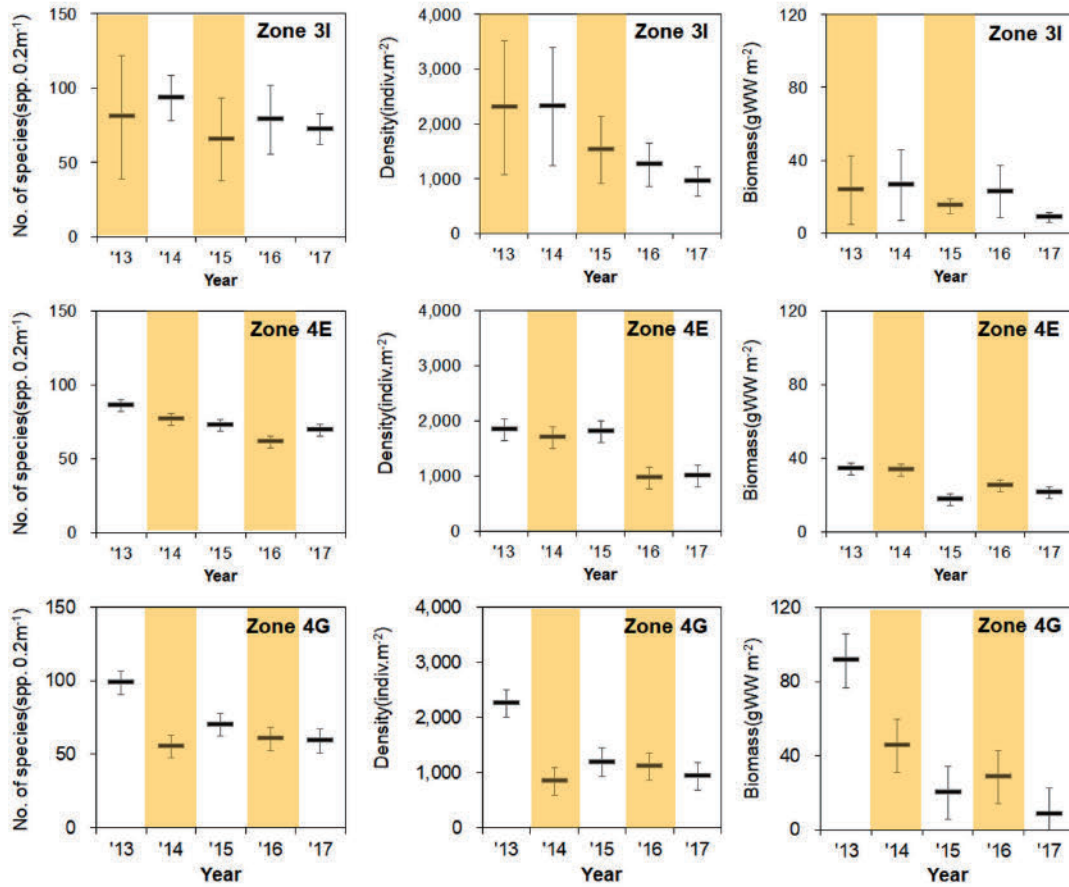 No. of species(spp. 0.2m⁻¹)
150
100
50
0
Zone 3I
'13 '14 '15 '16 '17
Year
Density(indiv.m⁻²)
4,000
3,000
2,000
1,000
0
Zone 3I
'13 '14 '15 '16 '17
Year
Biomass(gWW m⁻²)
120
80
40
0
Zone 3I
'13 '14 '15 '16 '17
Year
No. of species(spp. 0.2m⁻¹)
150
100
50
0
Zone 4E
'13 '14 '15 '16 '17
Year
Density(indiv.m⁻²)
4,000
3,000
2,000
1,000
0
Zone 4E
'13 '14 '15 '16 '17
Year
Biomass(gWW m⁻²)
120
80
40
0
Zone 4E
'13 '14 '15 '16 '17
Year
No. of species(spp. 0.2m⁻¹)
150
100
50
0
Zone 4G
'13 '14 '15 '16 '17
Year
Density(indiv.m⁻²)
4,000
3,000
2,000
1,000
0
Zone 4G
'13 '14 '15 '16 '17
Year
Biomass(gWW m⁻²)
120
80
40
0
Zone 4G
'13 '14 '15 '16 '17
Year